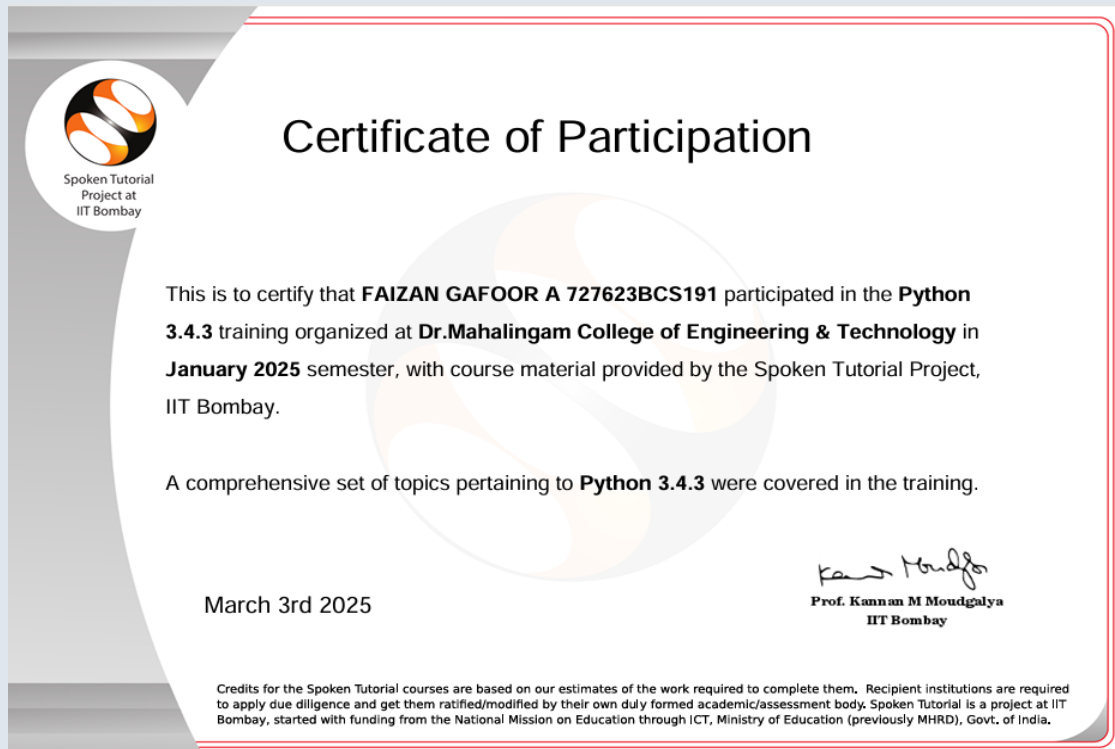 Spoken Tutorial
Project at
IIT Bombay
Certificate of Participation
This is to certify that FAIZAN GAFOOR A 727623BCS191 participated in the Python
3.4.3 training organized at Dr.Mahalingam College of Engineering & Technology in
January 2025 semester, with course material provided by the Spoken Tutorial Project,
IIT Bombay.
A comprehensive set of topics pertaining to Python 3.4.3 were covered in the training.
March 3rd 2025
Prof. Kannan M Moudgalya
IIT Bombay
Credits for the Spoken Tutorial courses are based on our estimates of the work required to complete them. Recipient institutions are required
to apply due diligence and get them ratified/modified by their own duly formed academic/assessment body. Spoken Tutorial is a project at IIT
Bombay, started with funding from the National Mission on Education through ICT, Ministry of Education (previously MHRD), Govt. of India.